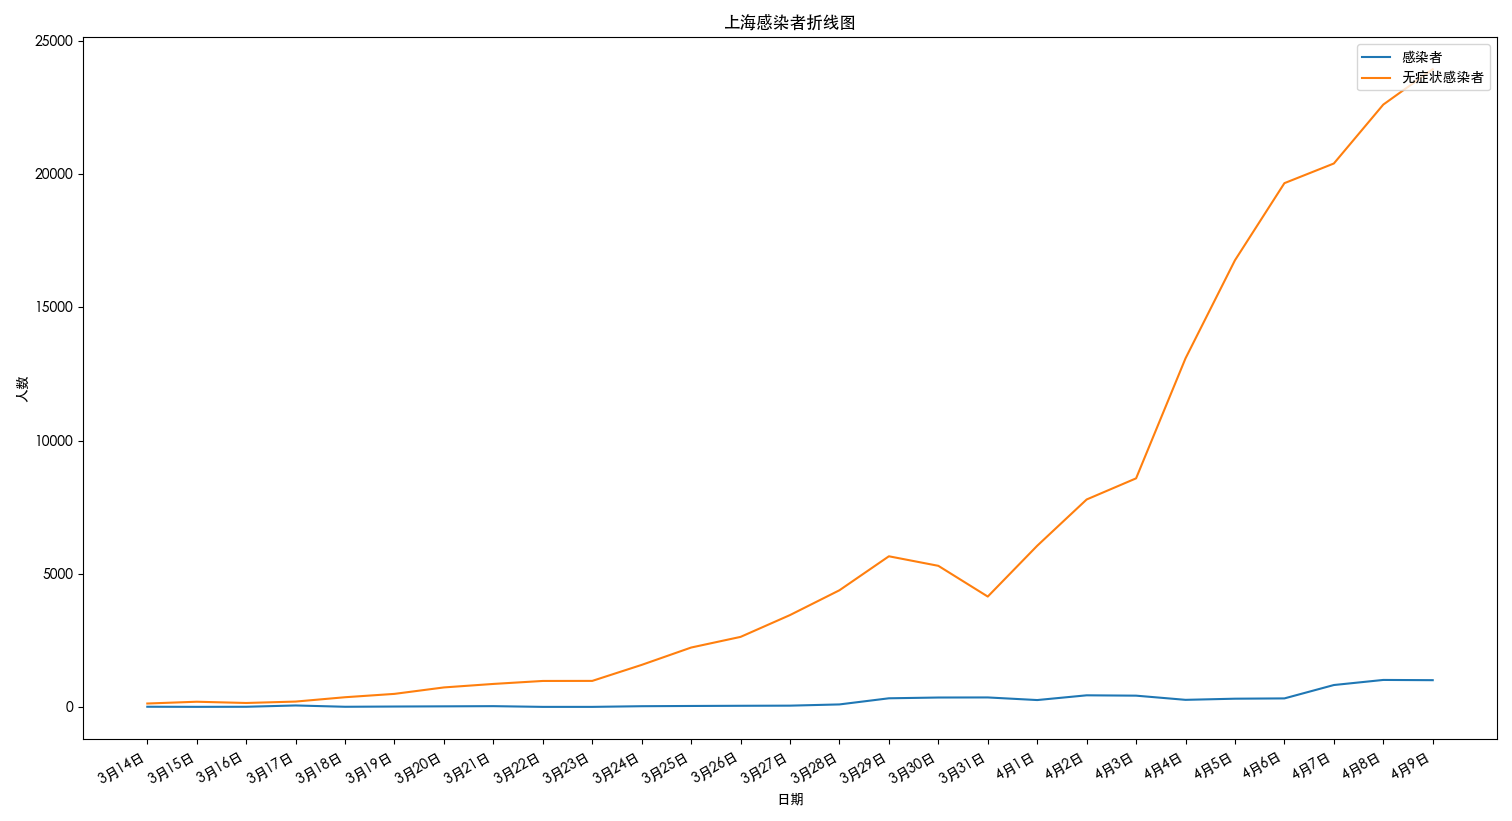 上海感染者折线图
25000
20000
15000
10000
5000
0
人数
感染者
无症状感染者
3月14日
3月15日
3月16日
3月17日
3月18日
3月19日
3月20日
3月21日
3月22日
3月23日
3月24日
3月25日
3月26日
3月27日
3月28日
3月29日
3月30日
3月31日
4月1日
4月2日
4月3日
4月4日
4月5日
4月6日
4月7日
4月8日
4月9日
日期